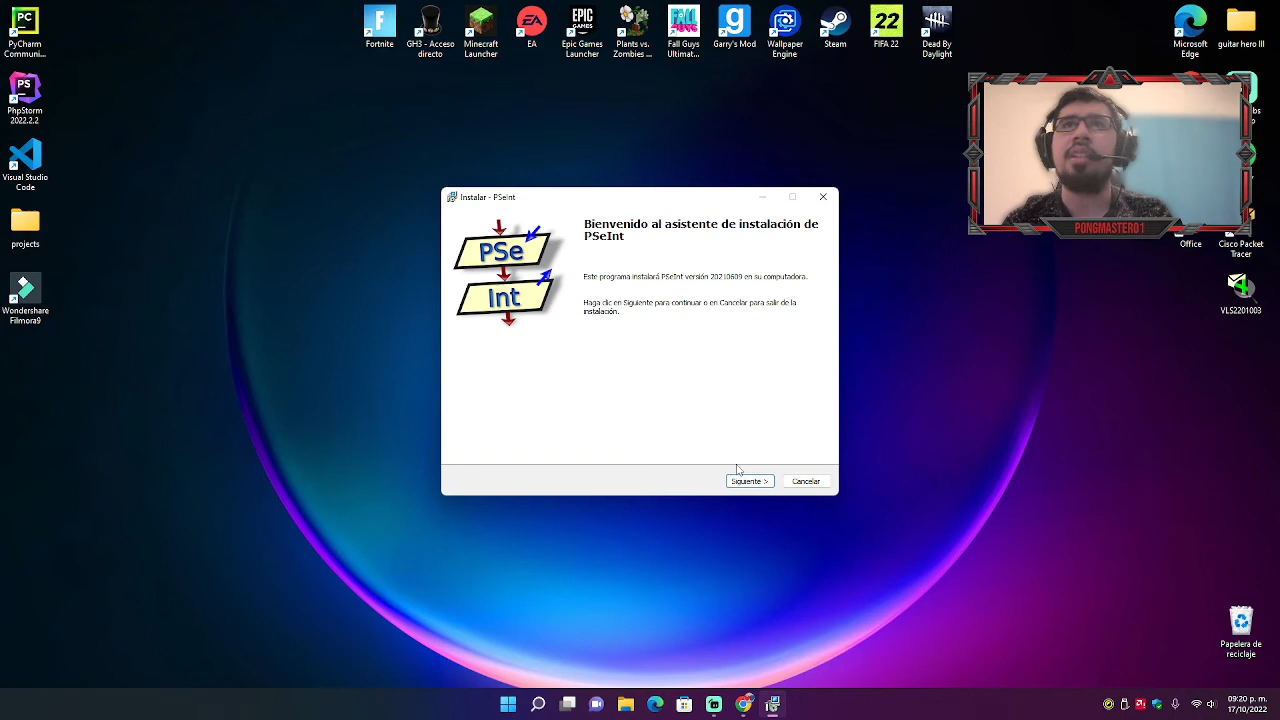 PyCharm
Communi...
Fortnite
GH3 - Acceso
directo
Minecraft
Launcher
EA
Epic Games
Launcher
Plants vs.
Zombies ...
Fall Guys
Ultimat...
Garry's Mod
Wallpaper
Engine
Steam
FIFA 22
Dead By
Daylight
Microsoft
Edge
guitar hero III
PhpStorm
2022.2.2
Visual Studio
Code
projects
Wondershare
Filmora9
PONGMASTER01
Office
Cisco Packet
Tracer
VLS2201003
Papelera de
reciclaje
Instalar - PSeInt
PSe
Int
Bienvenido al asistente de instalación de
PSeInt
Este programa instalará PSeInt versión 20210609 en su computadora.
Haga clic en Siguiente para continuar o en Cancelar para salir de la
instalación.
Siguiente >
Cancelar
09:20 p. m.
17/10/2022